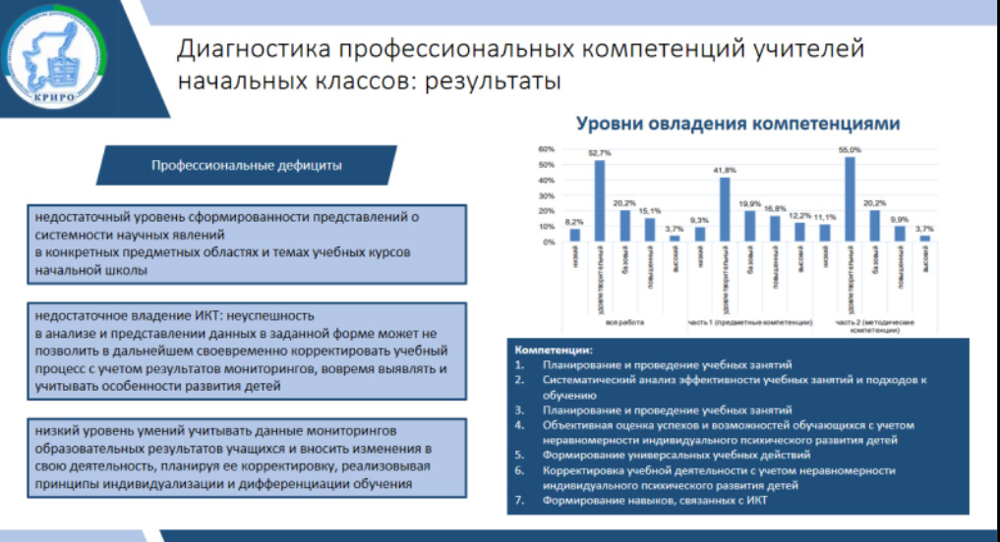 КРИРО
Диагностика профессиональных компетенций учителей
начальных классов: результаты
Профессиональные дефициты
недостаточный уровень сформированности представлений о
системности научных явлений
в конкретных предметных областях и темах учебных курсов
начальной школы
недостаточное владение ИКТ: неуспешность
в анализе и представлении данных в заданной форме может не
позволить в дальнейшем своевременно корректировать учебный
процесс с учетом результатов мониторингов, вовремя выявлять и
учитывать особенности развития детей
низкий уровень умений учитывать данные мониторингов
образовательных результатов учащихся и вносить изменения в
свою деятельность, планируя ее корректировку, реализовывая
принципы индивидуализации и дифференциации обучения
Уровни овладения компетенциями
60%
50%
40%
30%
20%
10%
0%
8,2%
52,7%
20,2%
15,1%
3,7%
9,3%
41,8%
19,9%
16,8%
12,2%
11,1%
55,0%
20,2%
9,9%
3,7%
низкий
удовлетворительный
базовый
повышенный
высокий
низкий
удовлетворительный
базовый
повышенный
высокий
низкий
удовлетворительный
базовый
повышенный
высокий
вся работа
часть 1 (предметные компетенции)
часть 2 (методические
компетенции)
Компетенции:
1. Планирование и проведение учебных занятий
2. Систематический анализ эффективности учебных занятий и подходов к
обучению
3. Планирование и проведение учебных занятий
4. Объективная оценка успехов и возможностей обучающихся с учетом
неравномерности индивидуального психического развития детей
5. Формирование универсальных учебных действий
6. Корректировка учебной деятельности с учетом неравномерности
индивидуального психического развития детей
7. Формирование навыков, связанных с ИКТ